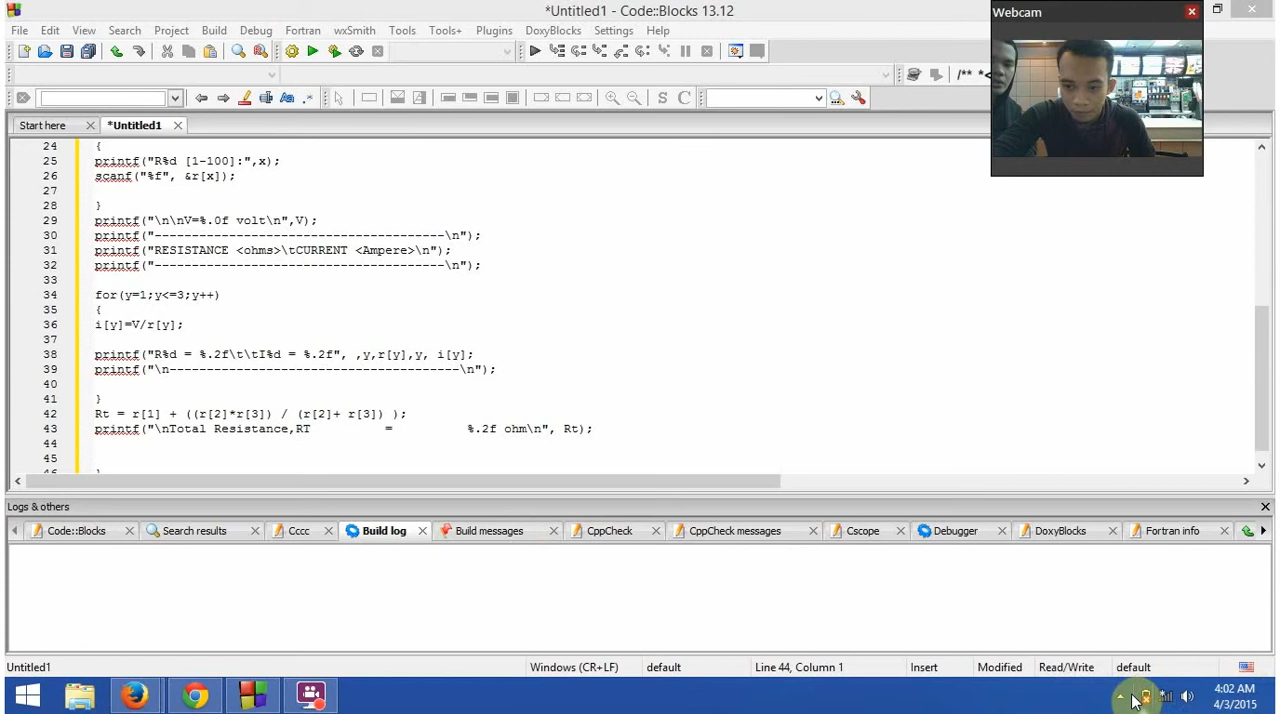 *Untitled1 - Code::Blocks 13.12
Webcam
File Edit View Search Project Build Debug Fortran wxSmith Tools Tools+ Plugins DoxyBlocks Settings Help
/** *<
S C
Start here *Untitled1
24 {
25 printf("R%d [1-100]:",x);
26 scanf("%f", &r[x]);
27
28 }
29 printf("\n\nV=%.0f volt\n",V);
30 printf("---------------------------------------\n");
31 printf("RESISTANCE <ohms>\tCURRENT <Ampere>\n");
32 printf("---------------------------------------\n");
33
34 for(y=1;y<=3;y++)
35 {
36 i[y]=V/r[y];
37
38 printf("R%d = %.2f\t\tI%d = %.2f", ,y,r[y],y, i[y];
39 printf("\n---------------------------------------\n");
40
41 }
42 Rt = r[1] + ((r[2]*r[3]) / (r[2]+ r[3]) );
43 printf("\nTotal Resistance,RT = %.2f ohm\n", Rt);
44
45
46 }
Logs & others
Code::Blocks Search results Cccc Build log Build messages CppCheck CppCheck messages Cscope Debugger DoxyBlocks Fortran info
Untitled1 Windows (CR+LF) default Line 44, Column 1 Insert Modified Read/Write default
4:02 AM
4/3/2015